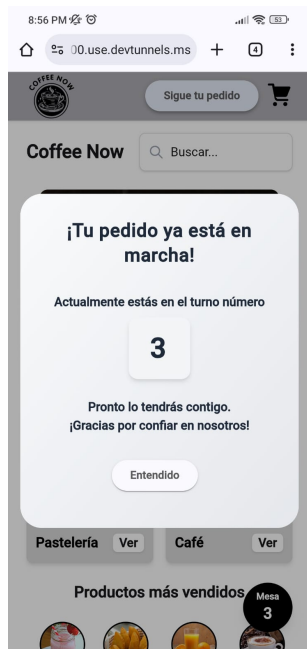 8:56 PM
53
00.use.devtunnels.ms
4
COFFEE NOW
Sigue tu pedido
Coffee Now
Buscar...
¡Tu pedido ya está en
marcha!
Actualmente estás en el turno número
3
Pronto lo tendrás contigo.
¡Gracias por confiar en nosotros!
Entendido
Pastelería
Ver
Café
Ver
Productos más vendidos
Mesa
3